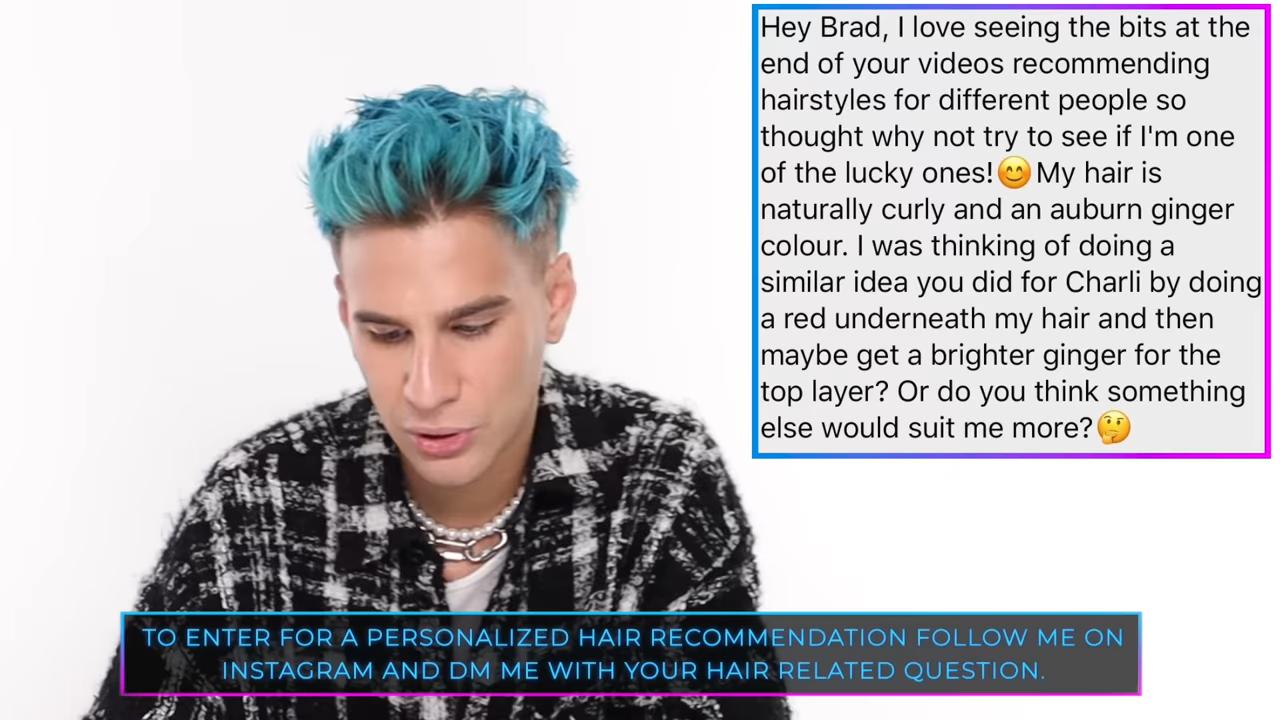 Hey Brad, I love seeing the bits at the
end of your videos recommending
hairstyles for different people so
thought why not try to see if I'm one
of the lucky ones!😊 My hair is
naturally curly and an auburn ginger
colour. I was thinking of doing a
similar idea you did for Charli by doing
a red underneath my hair and then
maybe get a brighter ginger for the
top layer? Or do you think something
else would suit me more?🤔
TO ENTER FOR A PERSONALIZED HAIR RECOMMENDATION FOLLOW ME ON
INSTAGRAM AND DM ME WITH YOUR HAIR RELATED QUESTION.